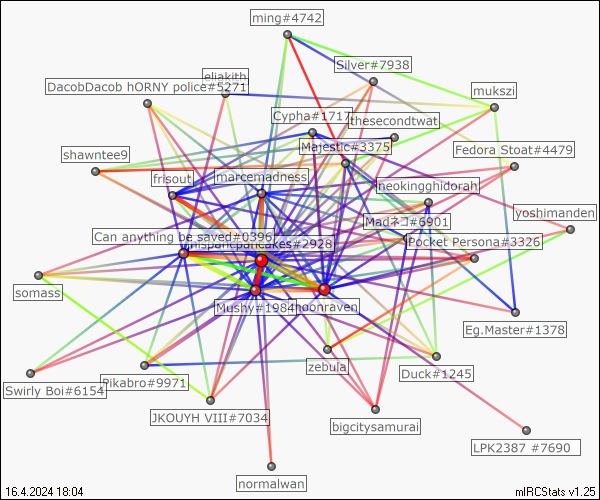 ming#4742
Silver#7938
eliakith
DacobDacob hORNY police#5271
mukszi
Cypha#1717
thesecondtwat
Majestic#3375
Fedora Stoat#4479
shawntee9
frisout
marcemadness
neokingghidorah
yoshimanden
Madネコ#6901
Can anything be saved#0396
pancakes#2928
Pocket Persona#3326
somass
Mushy#1984
noonraven
Eg.Master#1378
zebula
Duck#1245
Swirly Boi#6154
Pikabro#9971
JKOUYH VIII#7034
bigcitysamurai
LPK2387 #7690
normalwan
16.4.2024 18:04
mIRCStats v1.25